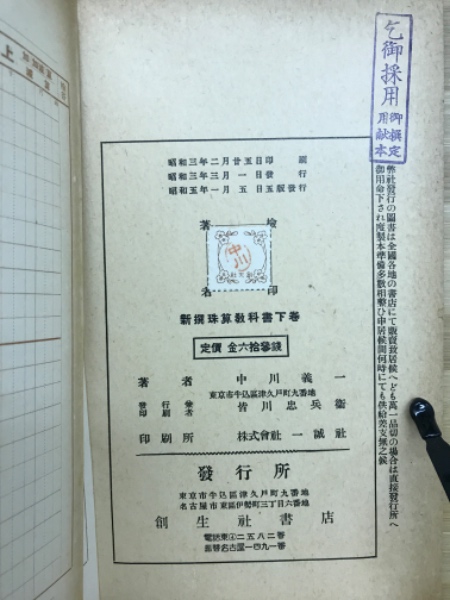 乞御採用
御撰定
用献本
弊社發行の圖書は全國各地の書店にて販賣致居候へども萬一品切の場合は直接發行所へ
御用命下され度製本準備多數相整ひ申居候間何時にても供給差支無之候
昭和三年二月廿五日印刷
昭和三年三月一日發行
昭和五年一月五日五版發行
著 檢
中川
名 印
新撰珠算教科書下卷
定價 金六拾參錢
著者 中川義一
東京市牛込區津久戸町九番地
發行兼
印刷者 皆川忠兵衞
印刷所 株式會社一誠社
發行所
東京市牛込區津久戸町九番地
名古屋市東區伊勢町三丁目六番地
創生社書店
電話東④二五八二番
振替名古屋一四九一番
上